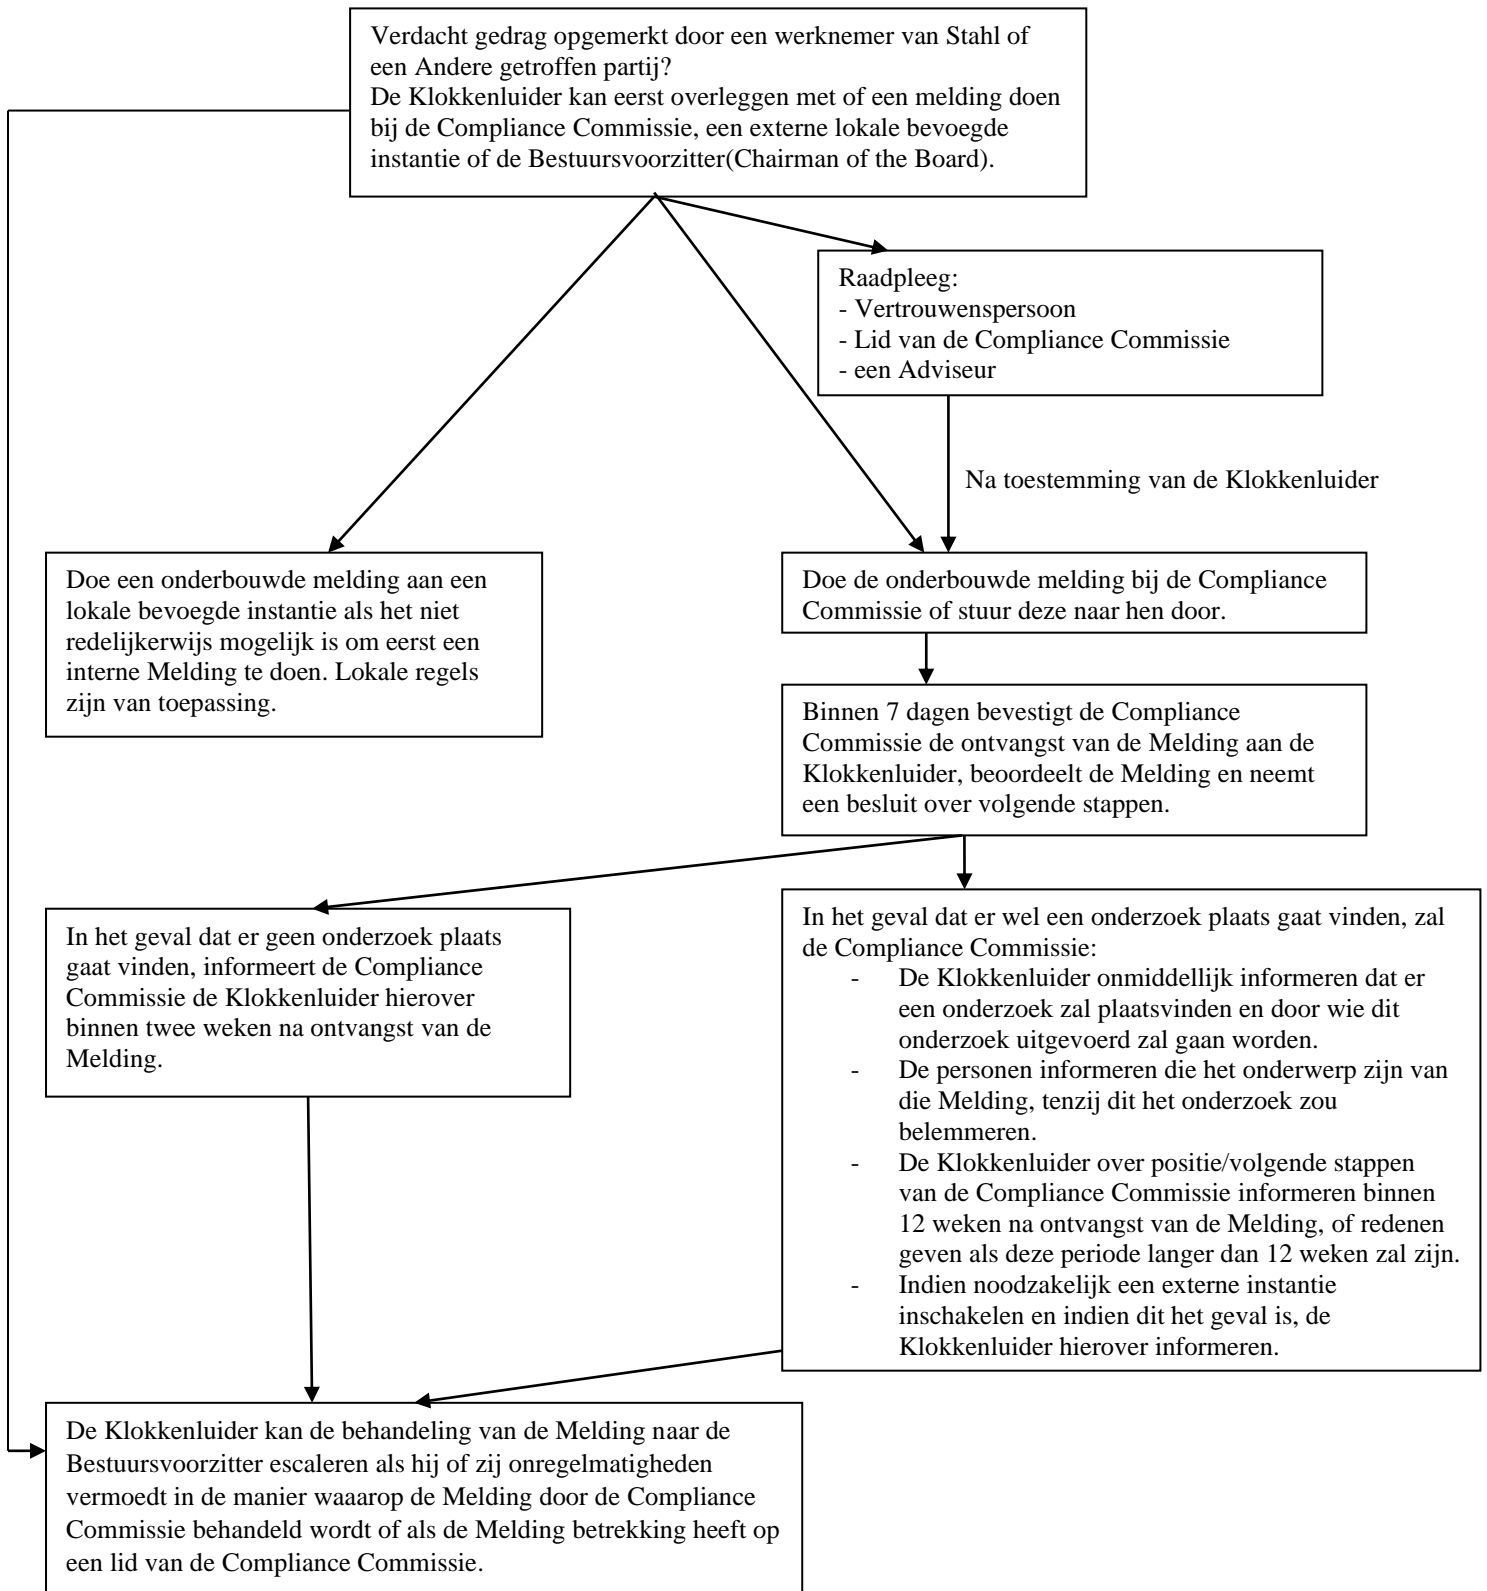 Verdacht gedrag opgemerkt door een werknemer van Stahl of
een Andere getroffen partij?
De Klokkenluider kan eerst overleggen met of een melding doen
bij de Compliance Commissie, een externe lokale bevoegde
instantie of de Bestuursvoorzitter(Chairman of the Board).
Raadpleeg:
- Vertrouwenspersoon
- Lid van de Compliance Commissie
- een Adviseur
Na toestemming van de Klokkenluider
Doe een onderbouwde melding aan een
lokale bevoegde instantie als het niet
redelijkerwijs mogelijk is om eerst een
interne Melding te doen. Lokale regels
zijn van toepassing.
Doe de onderbouwde melding bij de Compliance
Commissie of stuur deze naar hen door.
Binnen 7 dagen bevestigt de Compliance
Commissie de ontvangst van de Melding aan de
Klokkenluider, beoordeelt de Melding en neemt
een besluit over volgende stappen.
In het geval dat er geen onderzoek plaats
gaat vinden, informeert de Compliance
Commissie de Klokkenluider hierover
binnen twee weken na ontvangst van de
Melding.
In het geval dat er wel een onderzoek plaats gaat vinden, zal
de Compliance Commissie:
- De Klokkenluider onmiddellijk informeren dat er
een onderzoek zal plaatsvinden en door wie dit
onderzoek uitgevoerd zal gaan worden.
- De personen informeren die het onderwerp zijn van
die Melding, tenzij dit het onderzoek zou
belemmeren.
- De Klokkenluider over positie/volgende stappen
van de Compliance Commissie informeren binnen
12 weken na ontvangst van de Melding, of redenen
geven als deze periode langer dan 12 weken zal zijn.
- Indien noodzakelijk een externe instantie
inschakelen en indien dit het geval is, de
Klokkenluider hierover informeren.
De Klokkenluider kan de behandeling van de Melding naar de
Bestuursvoorzitter escaleren als hij of zij onregelmatigheden
vermoedt in de manier waaarop de Melding door de Compliance
Commissie behandeld wordt of als de Melding betrekking heeft op
een lid van de Compliance Commissie.